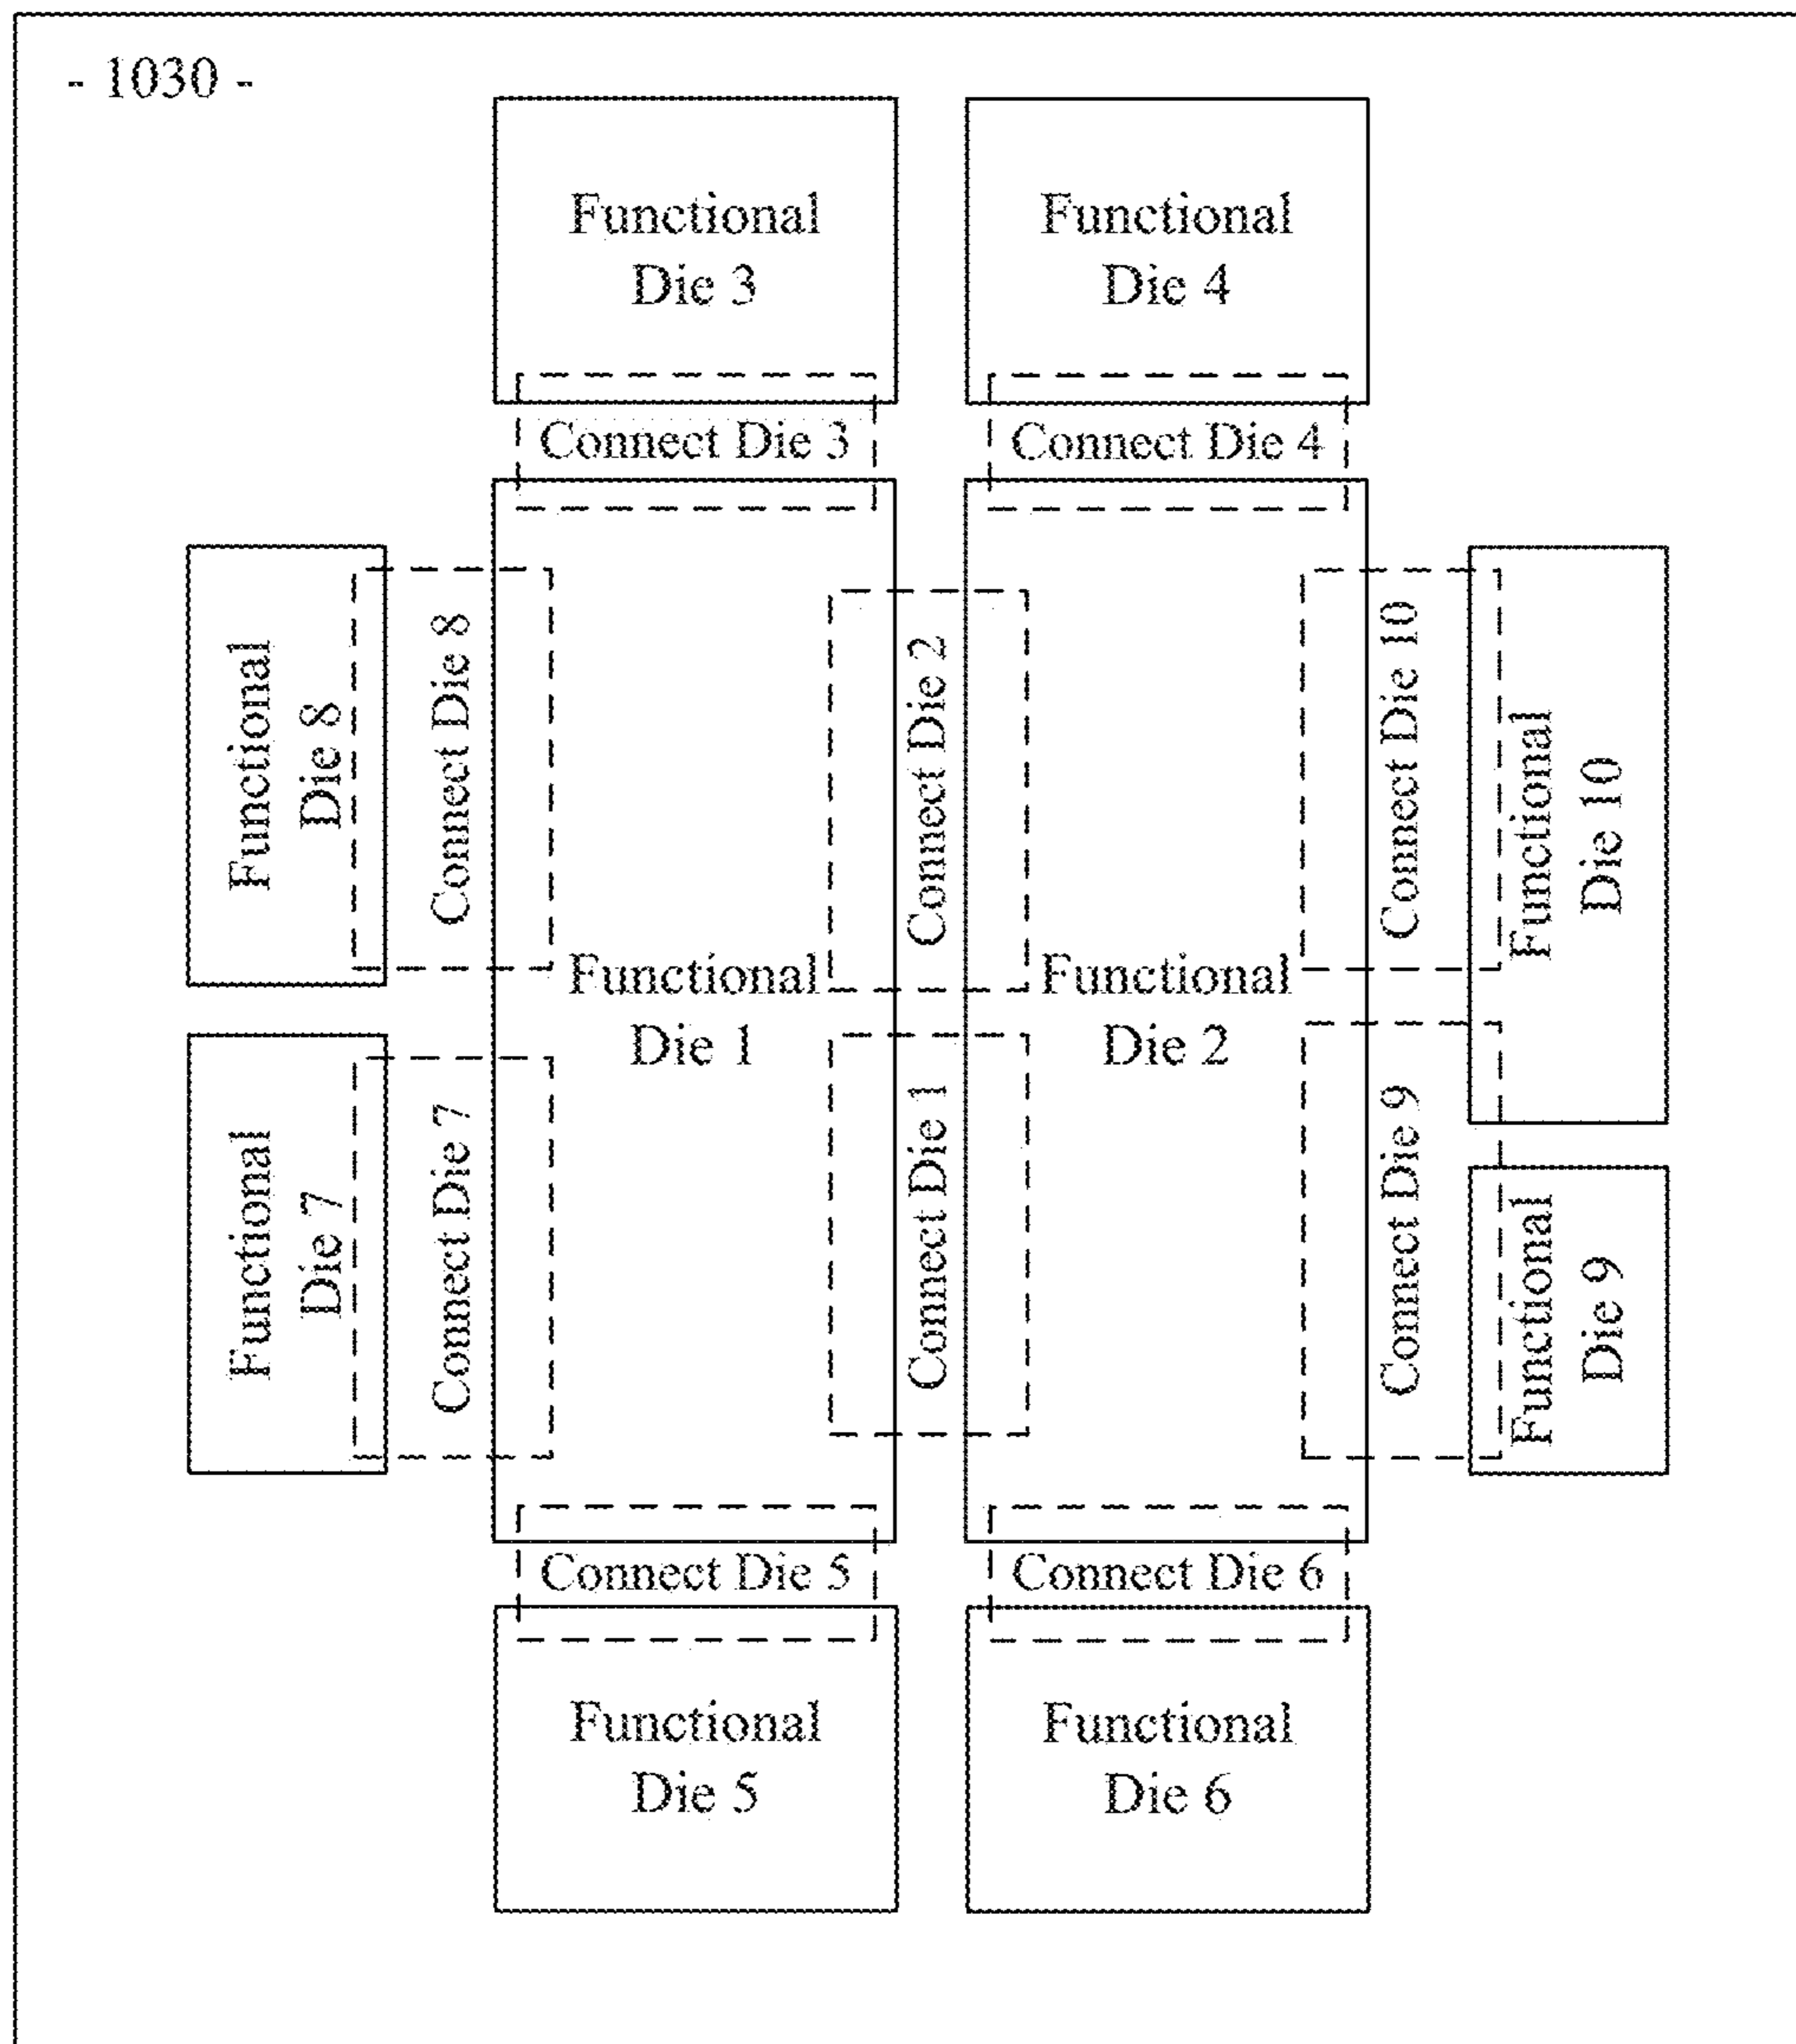 - 1030 -
Functional
Die 3
Functional
Die 4
Connect Die 3
Connect Die 4
Functional
Die 8
Connect Die 8
Connect Die 2
Connect Die 10
Functional
Die 10
Functional
Die 1
Functional
Die 2
Functional
Die 7
Connect Die 7
Connect Die 1
Connect Die 9
Functional
Die 9
Connect Die 5
Connect Die 6
Functional
Die 5
Functional
Die 6